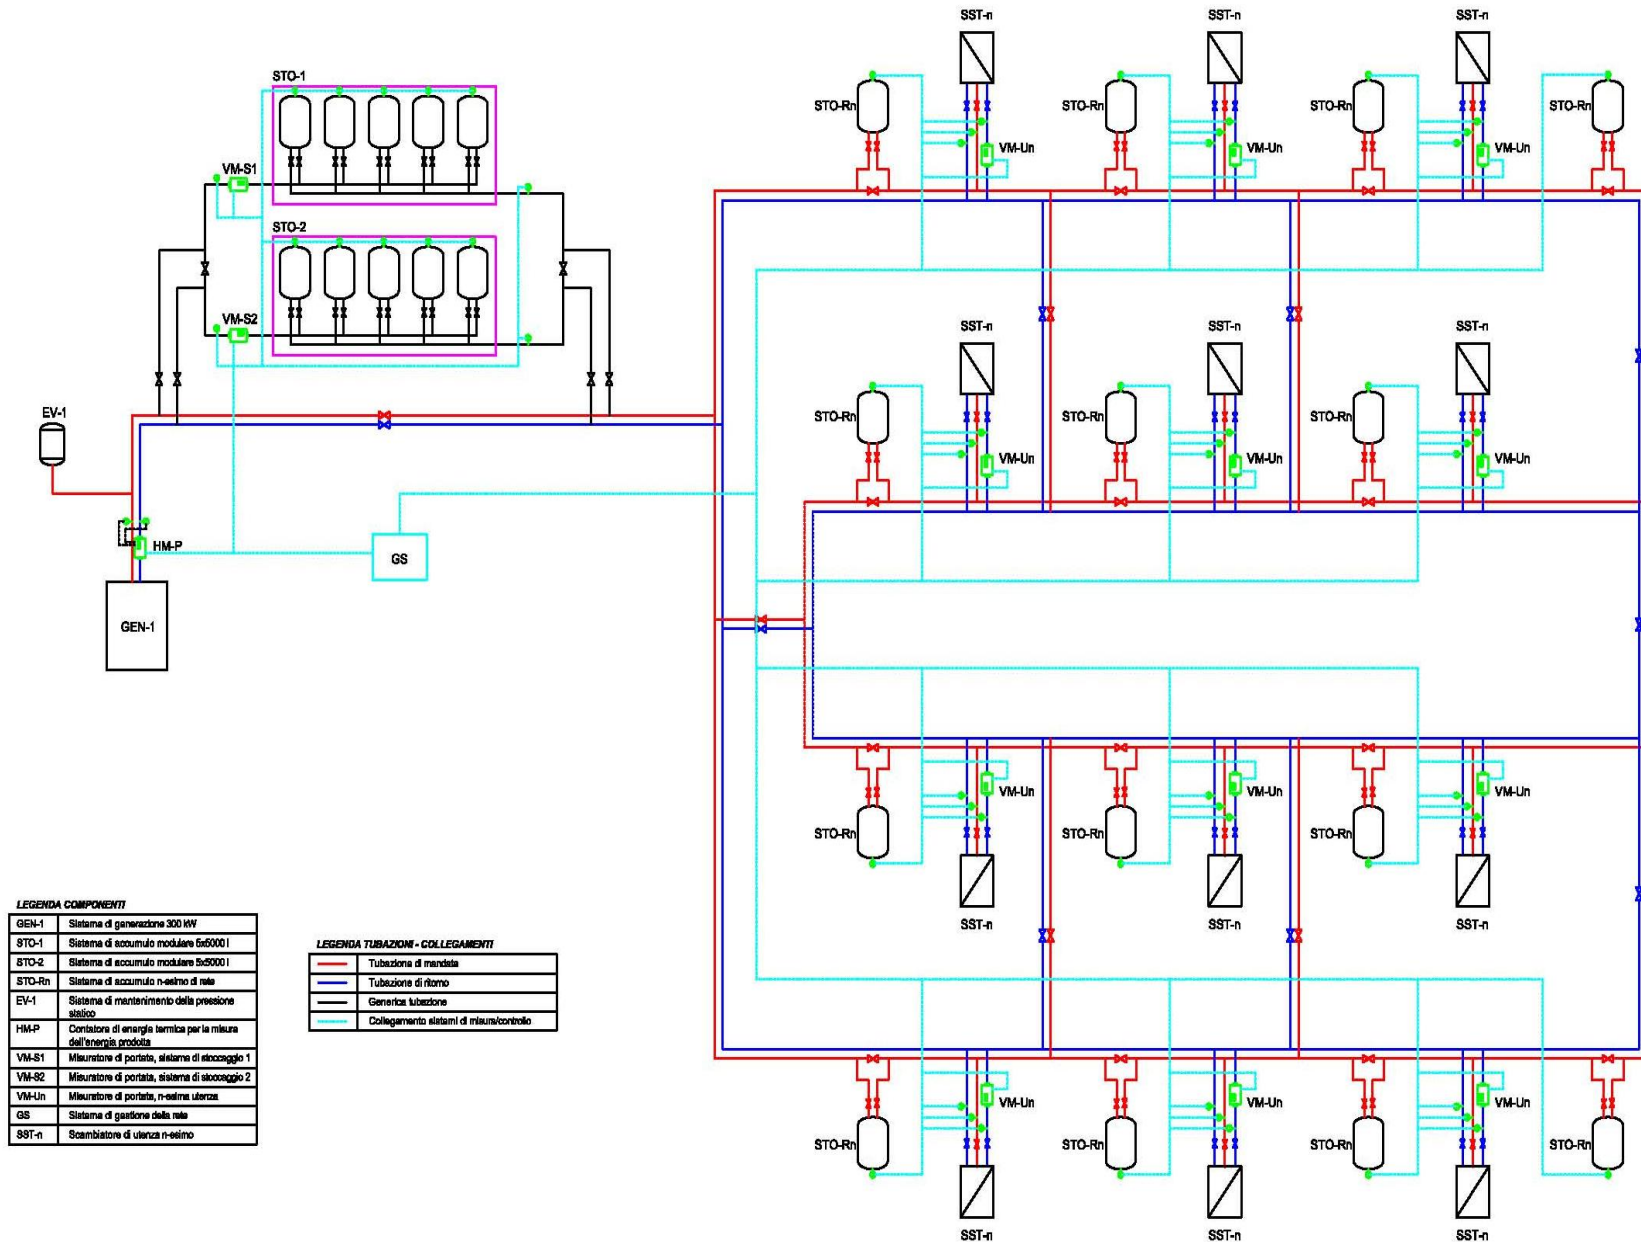 SST-n SST-n SST-n
STO-1
STO-Rn STO-Rn STO-Rn STO-Rn
VM-Un VM-Un VM-Un
VM-S1
STO-2
VM-S2
SST-n SST-n SST-n
STO-Rn STO-Rn STO-Rn
EV-1
VM-Un VM-Un VM-Un
HM-P
GS
GEN-1
VM-Un VM-Un VM-Un
STO-Rn STO-Rn STO-Rn
SST-n SST-n SST-n
LEGENDA COMPONENTI
GEN-1 Sistema di generazione 300 kW
STO-1 Sistema di accumulo modulare 5x5000 l
STO-2 Sistema di accumulo modulare 5x5000 l
STO-Rn Sistema di accumulo n-esimo di rete
EV-1 Sistema di mantenimento della pressione
statico
HM-P Contatore di energia termica per la misura
dell'energia prodotta
VM-S1 Misuratore di portata, sistema di stoccaggio 1
VM-S2 Misuratore di portata, sistema di stoccaggio 2
VM-Un Misuratore di portata, n-esima utenza
GS Sistema di gestione della rete
SST-n Scambiatore di utenza n-esimo
LEGENDA TUBAZIONI - COLLEGAMENTI
Tubazione di mandata
Tubazione di ritorno
Generica tubazione
Collegamento sistemi di misura/controllo
VM-Un VM-Un VM-Un
STO-Rn STO-Rn STO-Rn STO-Rn
SST-n SST-n SST-n